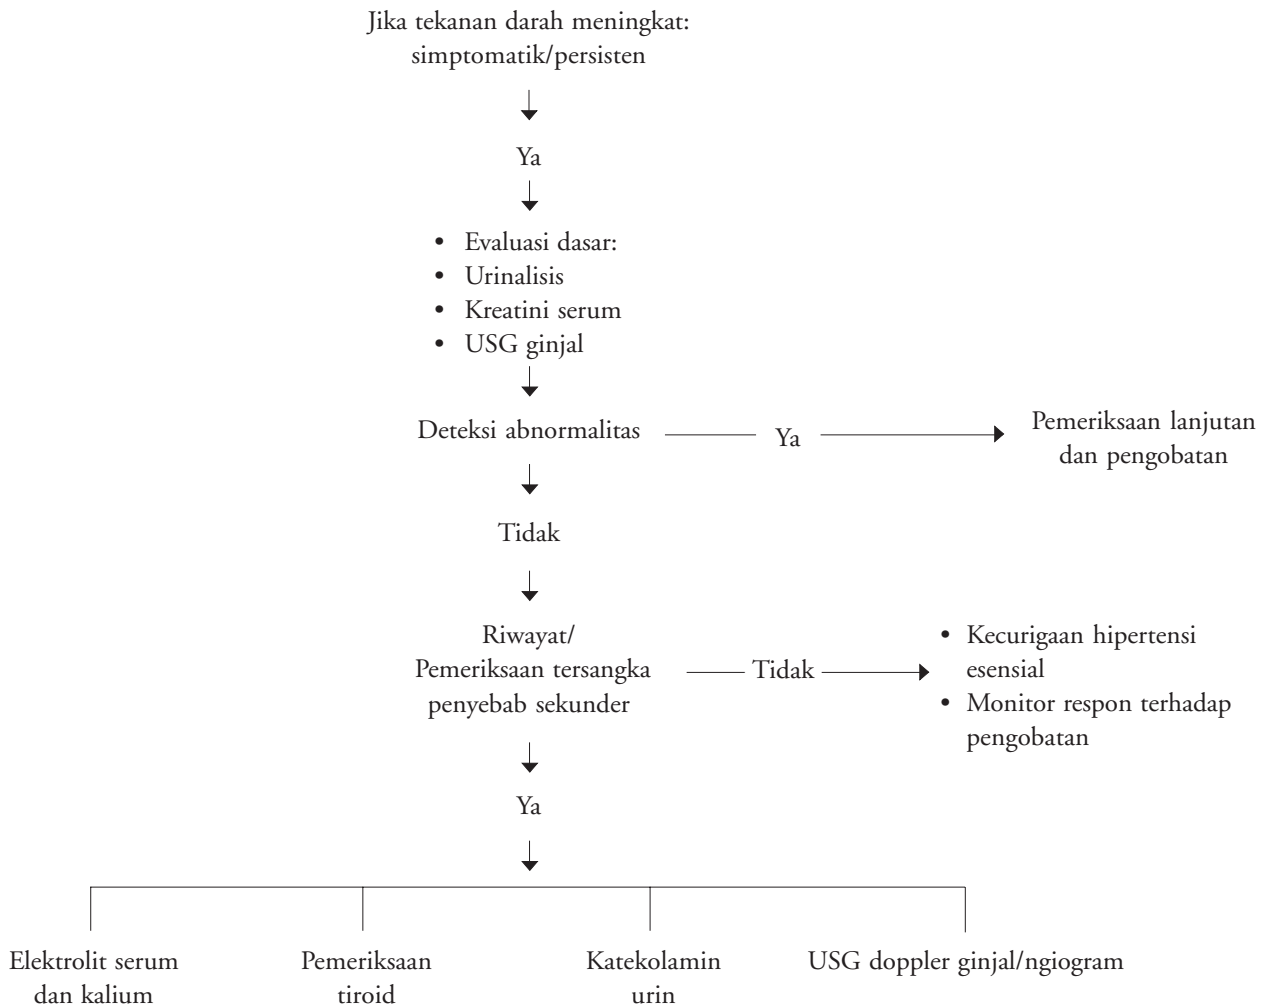 Jika tekanan darah meningkat:
simptomatik/persisten
Ya
• Evaluasi dasar:
• Urinalisis
• Kreatini serum
• USG ginjal
Deteksi abnormalitas
Ya
Pemeriksaan lanjutan
dan pengobatan
Tidak
Riwayat/
Pemeriksaan tersangka
penyebab sekunder
Tidak
• Kecurigaan hipertensi
esensial
• Monitor respon terhadap
pengobatan
Ya
Elektrolit serum
dan kalium
Pemeriksaan
tiroid
Katekolamin
urin
USG doppler ginjal/ngiogram